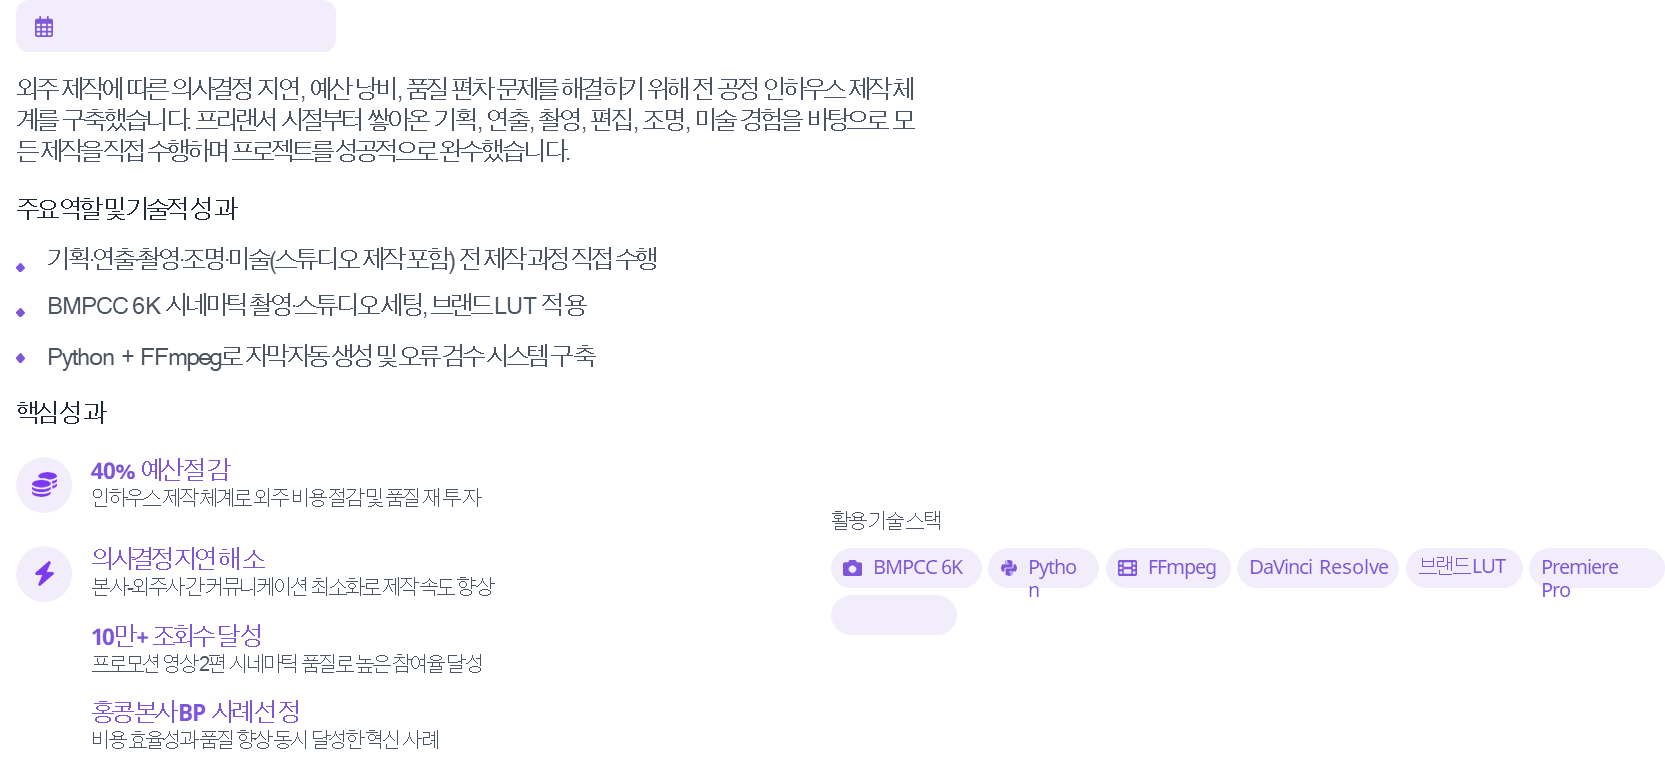 외주 제작에 따른 의사결정 지연, 예산 낭비, 품질 편차 문제를 해결하기 위해 전 공정 인하우스 제작 체
계를 구축했습니다. 프리랜서 시절부터 쌓아온 기획, 연출, 촬영, 편집, 조명, 미술 경험을 바탕으로 모
든 제작을 직접 수행하며 프로젝트를 성공적으로 완수했습니다.
주요 역할 및 기술적 성과
기획·연출·촬영·조명·미술(스튜디오 제작 포함) 전 제작 과정 직접 수행
BMPCC 6K 시네마틱 촬영·스튜디오 세팅, 브랜드 LUT 적용
Python + FFmpeg로 자막 자동 생성 및 오류 검수 시스템 구축
핵심 성과
40% 예산 절감
인하우스 제작 체계로 외주 비용 절감 및 품질 재투자
의사결정 지연 해소
본사-외주사 간 커뮤니케이션 최소화로 제작 속도 향상
10만+ 조회수 달성
프로모션 영상 2편 시네마틱 품질로 높은 참여율 달성
홍콩 본사 BP 사례 선정
비용 효율성과 품질 향상 동시 달성한 혁신 사례
활용 기술 스택
BMPCC 6K
Pytho
n
FFmpeg
DaVinci Resolve
브랜드 LUT
Premiere
Pro